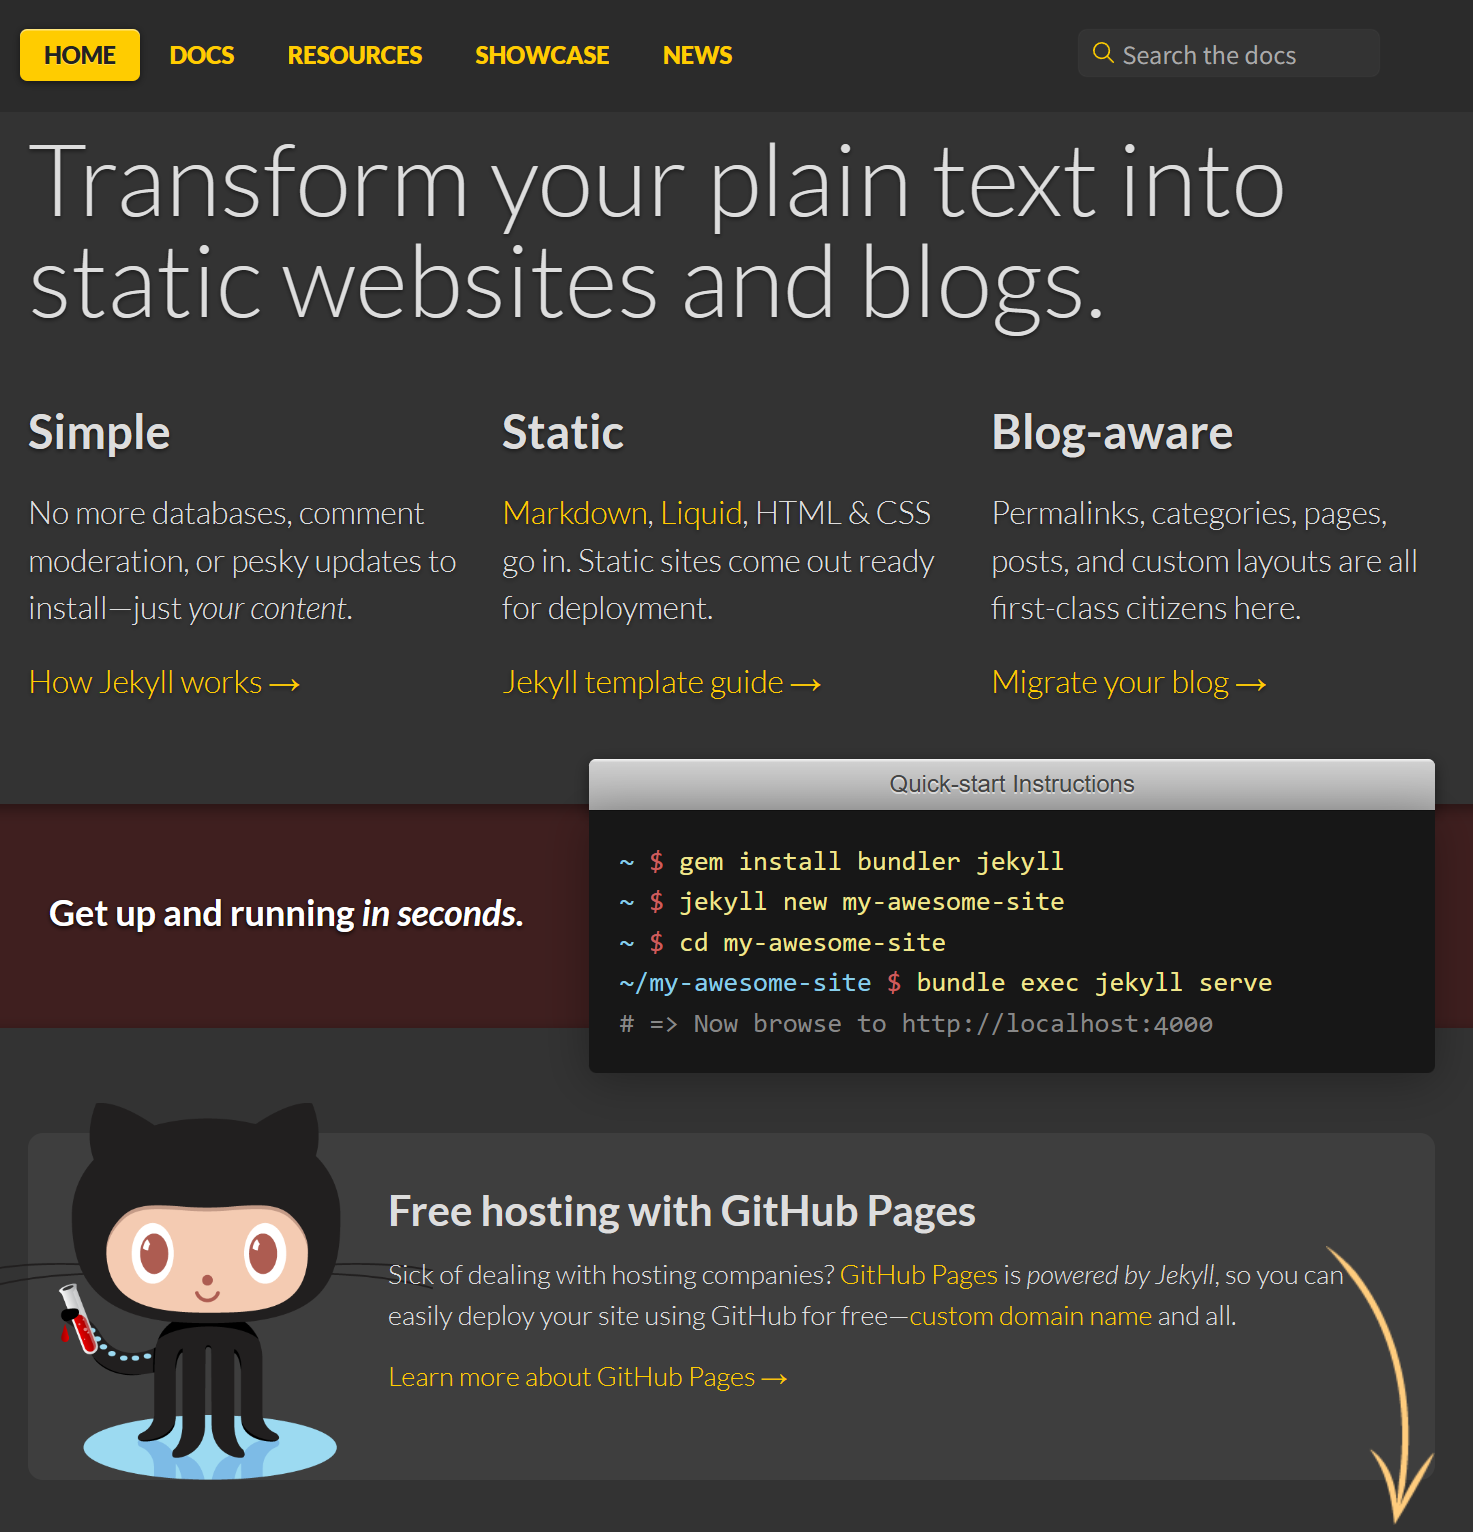 HOME DOCS RESOURCES SHOWCASE NEWS Search the docs
Transform your plain text into
static websites and blogs.
Simple
No more databases, comment
moderation, or pesky updates to
install—just your content.
How Jekyll works →
Static
Markdown, Liquid, HTML & CSS
go in. Static sites come out ready
for deployment.
Jekyll template guide →
Blog-aware
Permalinks, categories, pages,
posts, and custom layouts are all
first-class citizens here.
Migrate your blog →
Get up and running in seconds.
Quick-start Instructions
~ $ gem install bundler jekyll
~ $ jekyll new my-awesome-site
~ $ cd my-awesome-site
~/my-awesome-site $ bundle exec jekyll serve
# => Now browse to http://localhost:4000
Free hosting with GitHub Pages
Sick of dealing with hosting companies? GitHub Pages is powered by Jekyll, so you can
easily deploy your site using GitHub for free—custom domain name and all.
Learn more about GitHub Pages →